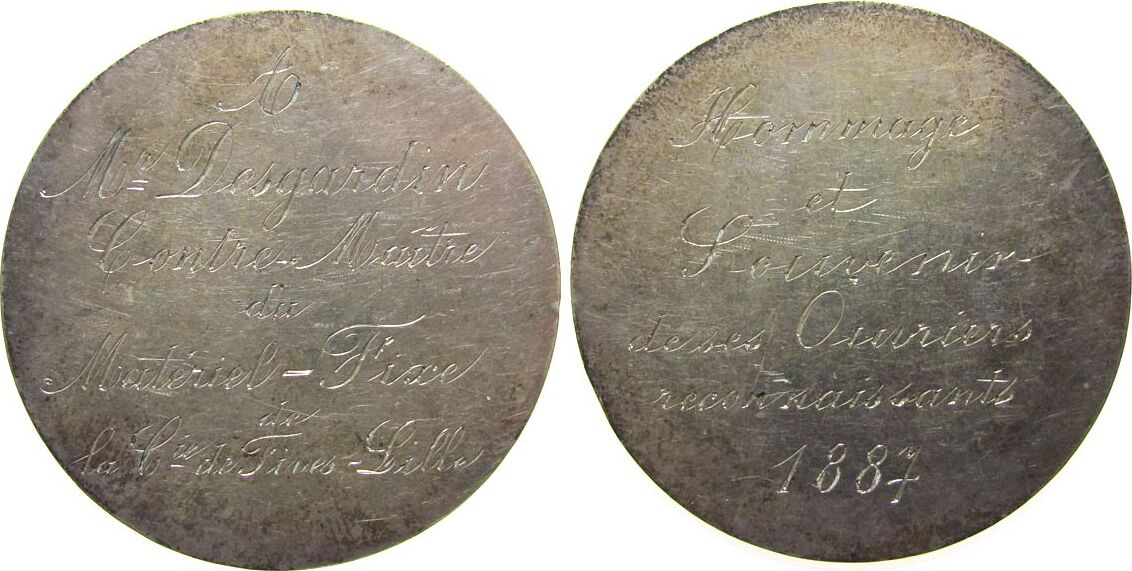 A
Mr Desgardin
Contre-Maître
du
Matériel-Fixe
de
la Cie de Fives-Lille
Hommage
et
Souvenir
de ses Ouvriers
reconnaissants
1887